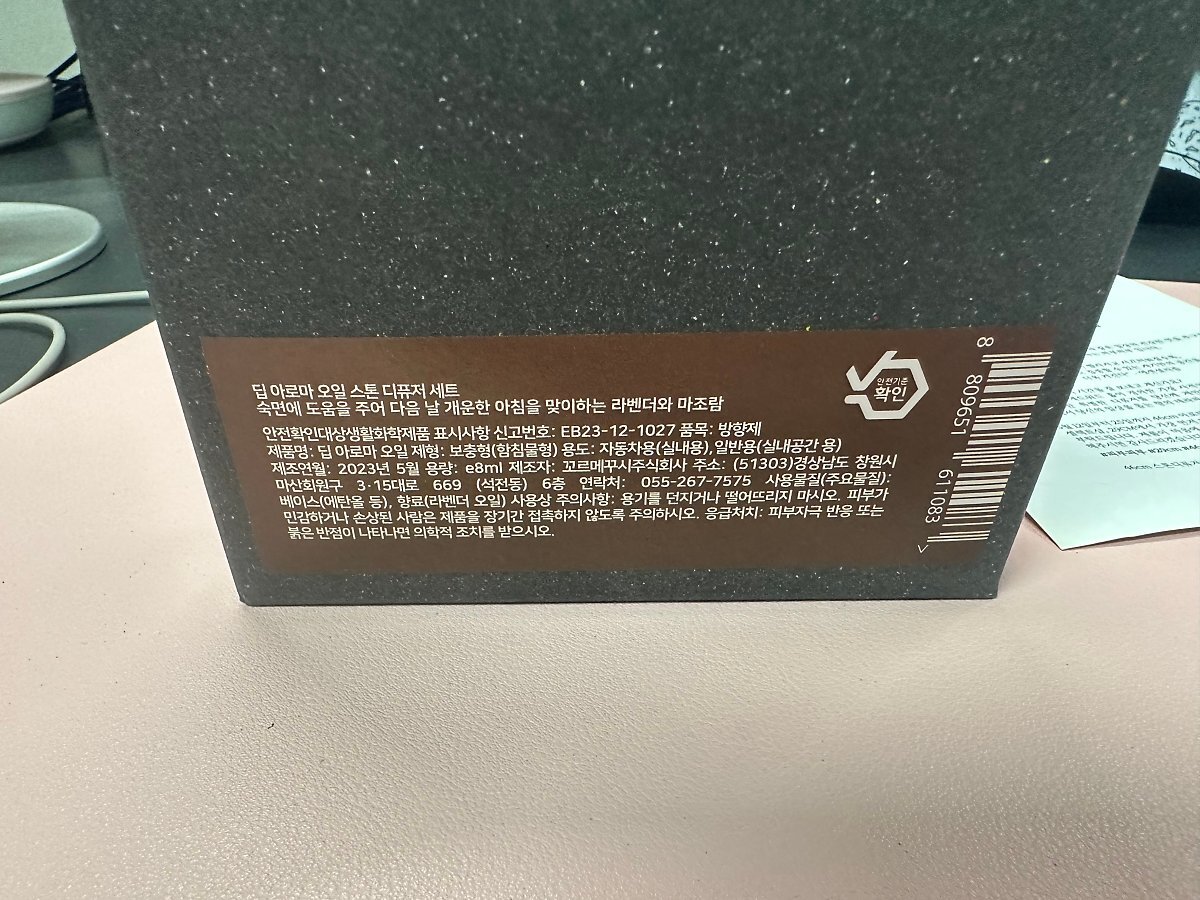 딥 아로마 오일 스톤 디퓨저 세트
숙면에 도움을 주어 다음 날 개운한 아침을 맞이하는 라벤더와 마조람
안전확인대상생활화학제품 표시사항 신고번호: EB23-12-1027 품목: 방향제
제품명: 딥 아로마 오일 제형: 보충형(함침물형) 용도: 자동차용(실내용),일반용(실내공간 용)
제조연월: 2023년 5월 용량: e8ml 제조자: 꼬르메꾸시주식회사 주소: (51303)경상남도 창원시
마산회원구 3·15대로 669 (석전동) 6층 연락처: 055-267-7575 사용물질(주요물질):
베이스(에탄올 등), 향료(라벤더 오일) 사용상 주의사항: 용기를 던지거나 떨어뜨리지 마시오. 피부가
민감하거나 손상된 사람은 제품을 장기간 접촉하지 않도록 주의하시오. 응급처치: 피부자극 반응 또는
붉은 반점이 나타나면 의학적 조치를 받으시오.
안전기준
확인
8 809651 611083 >